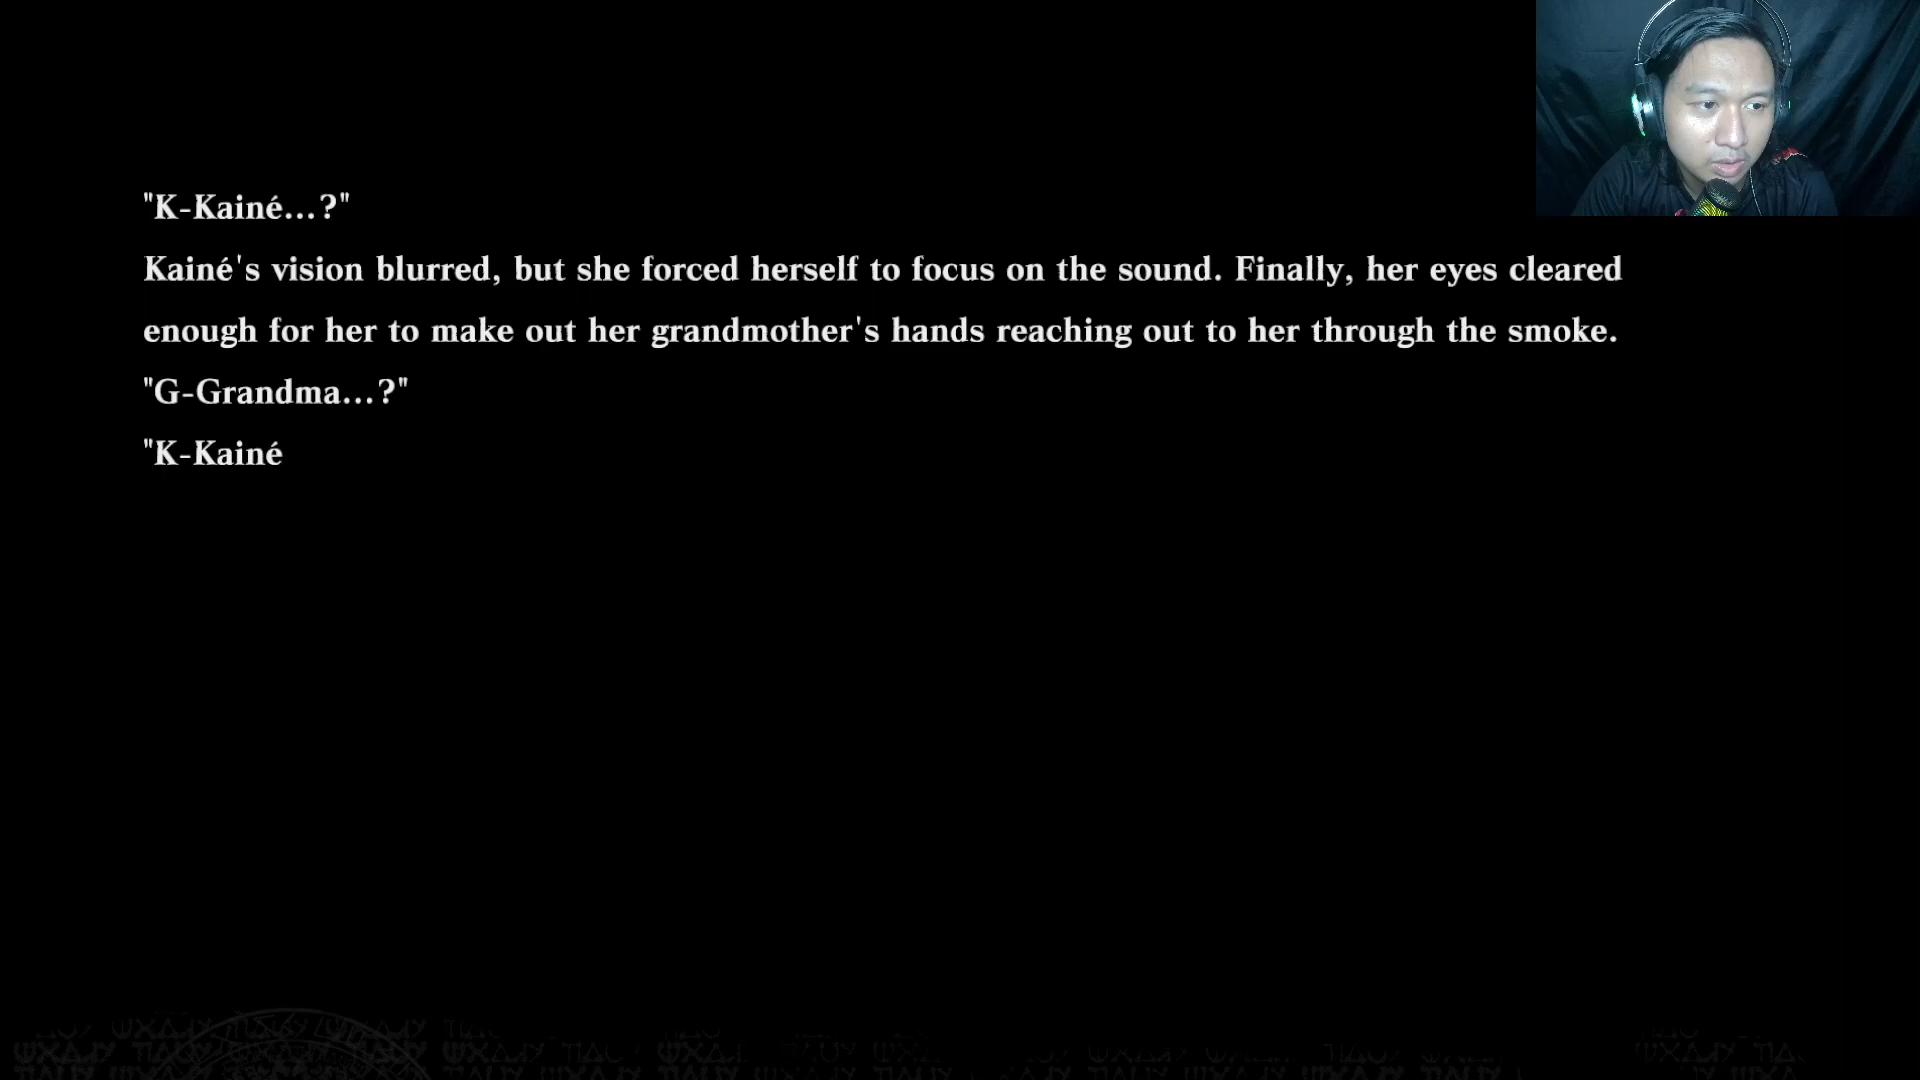 "K-Kainé...?"
Kainé's vision blurred, but she forced herself to focus on the sound. Finally, her eyes cleared
enough for her to make out her grandmother's hands reaching out to her through the smoke.
"G-Grandma...?"
"K-Kainé